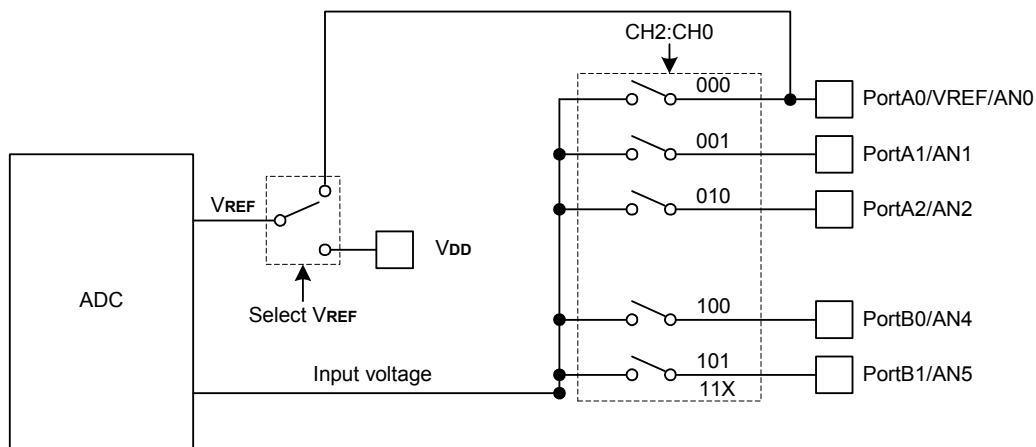 CH2:CH0
000
PortA0/VREF/AN0
001
PortA1/AN1
VREF
010
PortA2/AN2
VDD
ADC
Select VREF
100
PortB0/AN4
Input voltage
101
PortB1/AN5
11X